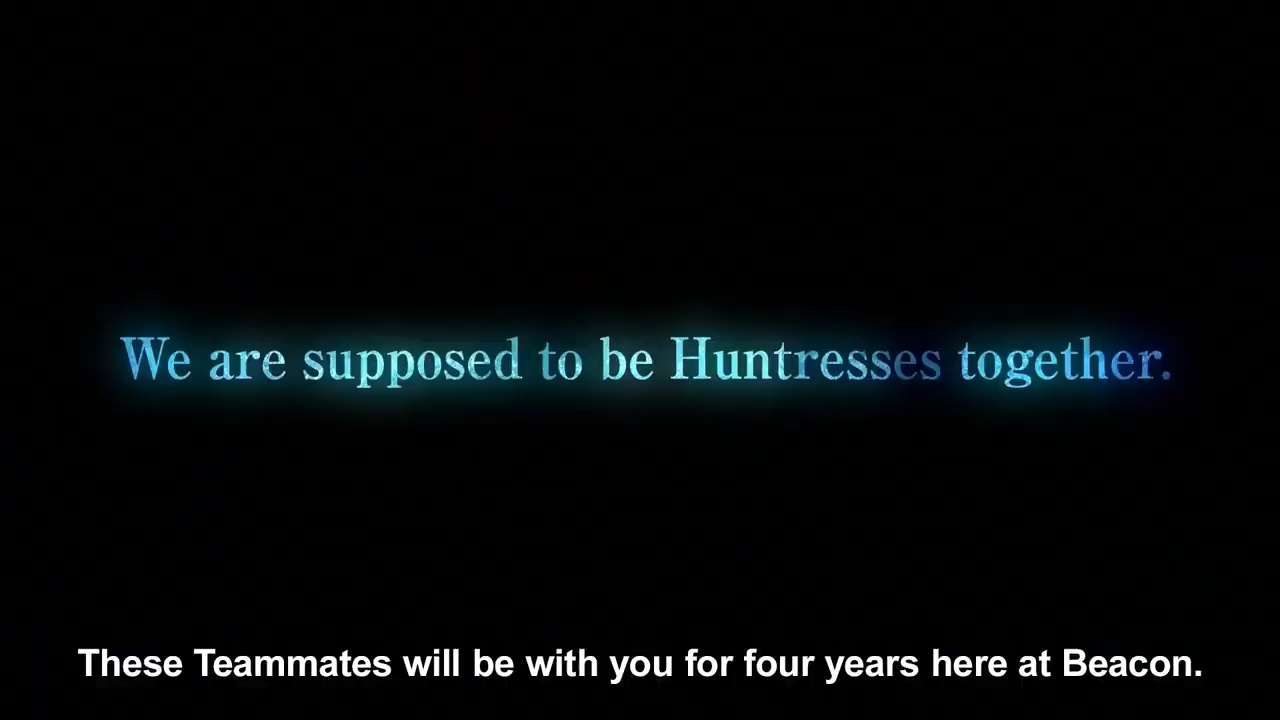 We are supposed to be Huntresses together.
These Teammates will be with you for four years here at Beacon.